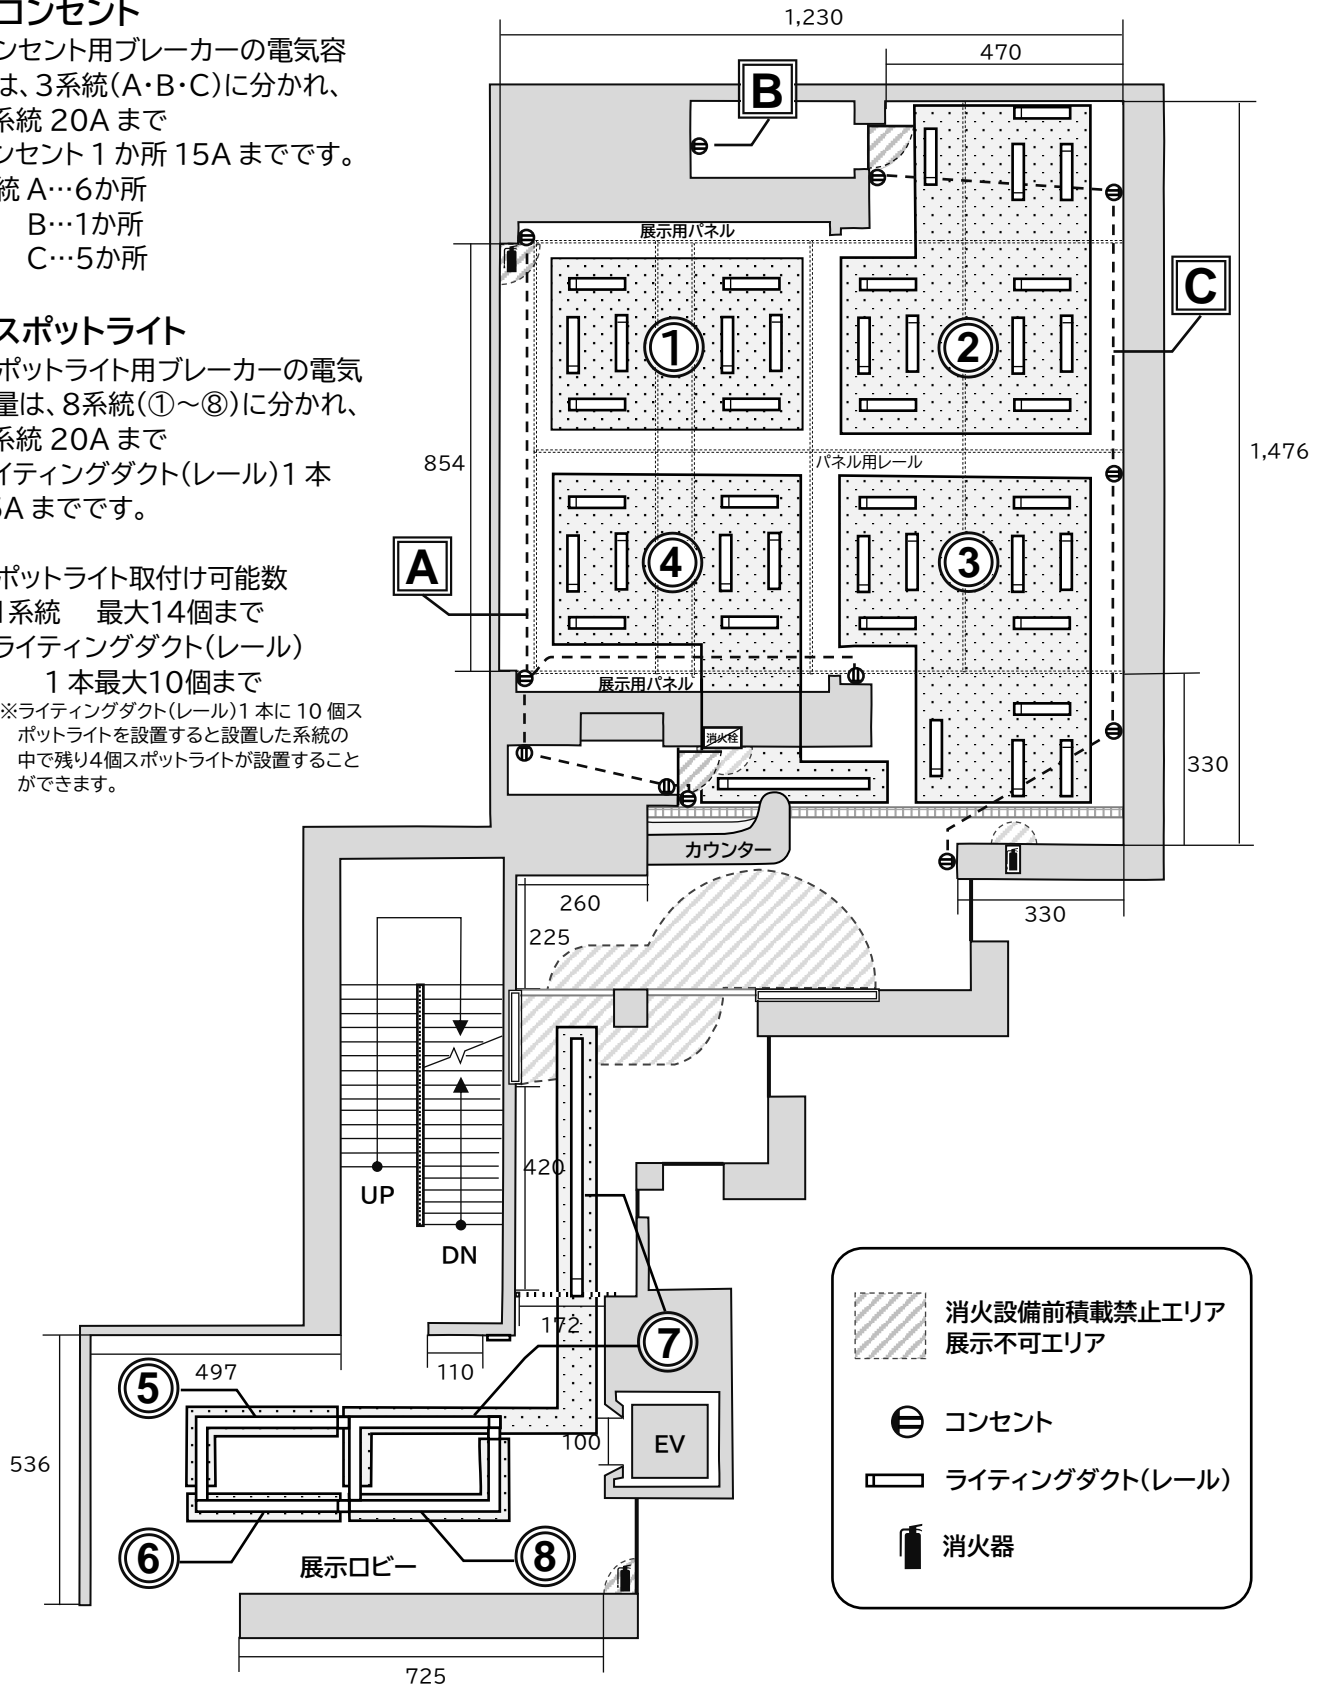 コンセント
ンセント用ブレーカーの電気容
は、3系統(A・B・C)に分かれ、
系統 20A まで
ンセント 1 か所 15A までです。
統 A…6か所
B…1か所
C…5か所
スポットライト
ポットライト用ブレーカーの電気
量は、8系統(①～⑧)に分かれ、
系統 20A まで
イティングダクト(レール)1 本
5A までです。
ポットライト取付け可能数
1系統 最大14個まで
ライティングダクト(レール)
1 本最大10個まで
※ライティングダクト(レール)1 本に 10 個ス
ポットライトを設置すると設置した系統の
中で残り4個スポットライトが設置すること
ができます。
1,230
470
B
展示用パネル
C
①
②
854
パネル用レール
1,476
A
④
③
展示用パネル
消火栓
330
カウンター
260
330
225
420
UP
DN
172
⑦
497
110
⑤
100
EV
536
⑥
⑧
展示ロビー
725
消火設備前積載禁止エリア
展示不可エリア
コンセント
ライティングダクト(レール)
消火器